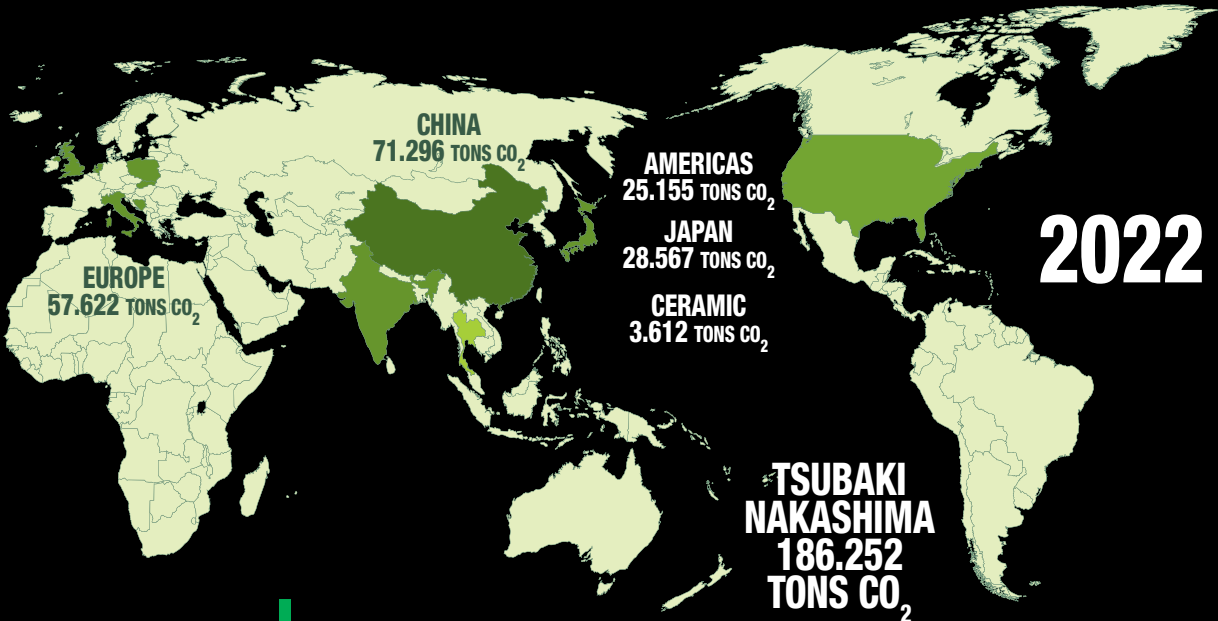 CHINA
71.296 TONS CO₂
AMERICAS
25.155 TONS CO₂
JAPAN
28.567 TONS CO₂
CERAMIC
3.612 TONS CO₂
2022
EUROPE
57.622 TONS CO₂
TSUBAKI
NAKASHIMA
186.252
TONS CO₂